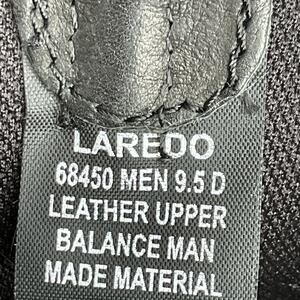 LAREDO
68450 MEN 9.5 D
LEATHER UPPER
BALANCE MAN
MADE MATERIAL